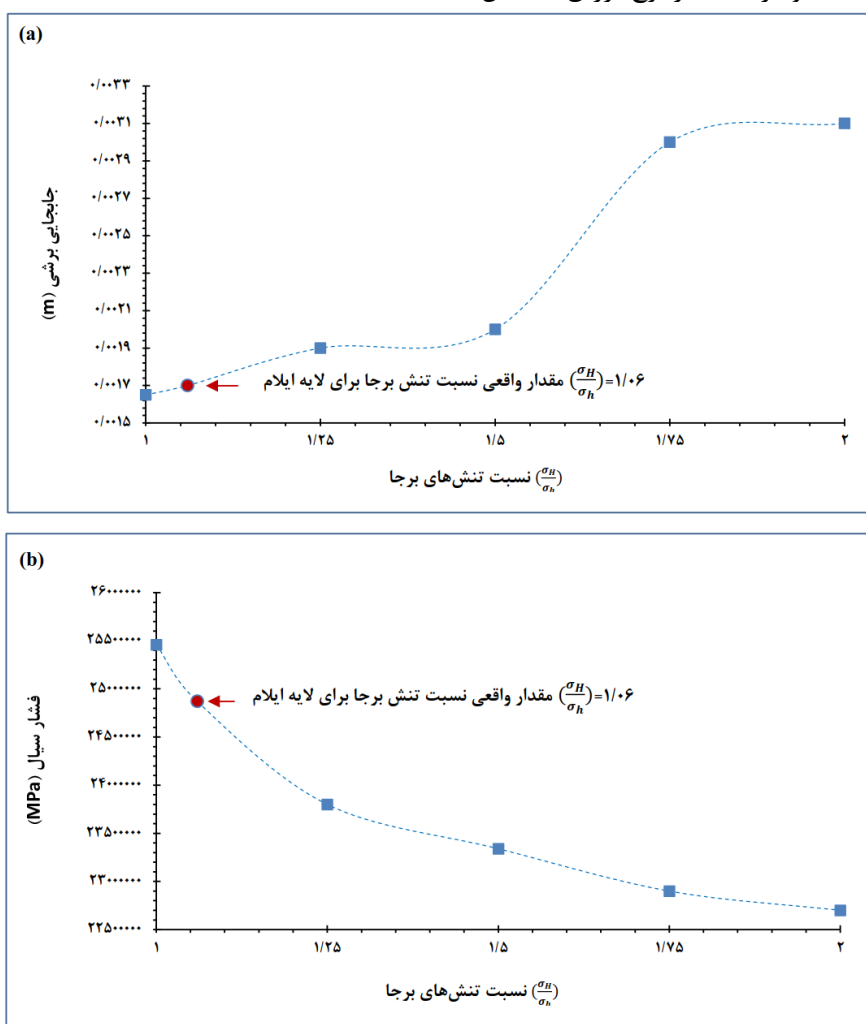 (a)
۰/۰۰۳۳
۰/۰۰۳۱
۰/۰۰۲۹
۰/۰۰۲۷
۰/۰۰۲۵
۰/۰۰۲۳
۰/۰۰۲۱
۰/۰۰۱۹
۰/۰۰۱۷
۰/۰۰۱۵
جابجایی برشی (m)
مقدار واقعی نسبت تنش برجا برای لایه ایلام (σH/σh)=۱/۰۶
۱ ۱/۲۵ ۱/۵ ۱/۷۵ ۲
نسبت تنش‌های برجا (σH/σh)
(b)
۲۶۰۰۰۰۰۰
۲۵۵۰۰۰۰۰
۲۵۰۰۰۰۰۰
۲۴۵۰۰۰۰۰
۲۴۰۰۰۰۰۰
۲۳۵۰۰۰۰۰
۲۳۰۰۰۰۰۰
۲۲۵۰۰۰۰۰
فشار سیال (MPa)
مقدار واقعی نسبت تنش برجا برای لایه ایلام (σH/σh)=۱/۰۶
۱ ۱/۲۵ ۱/۵ ۱/۷۵ ۲
نسبت تنش‌های برجا (σH/σh)